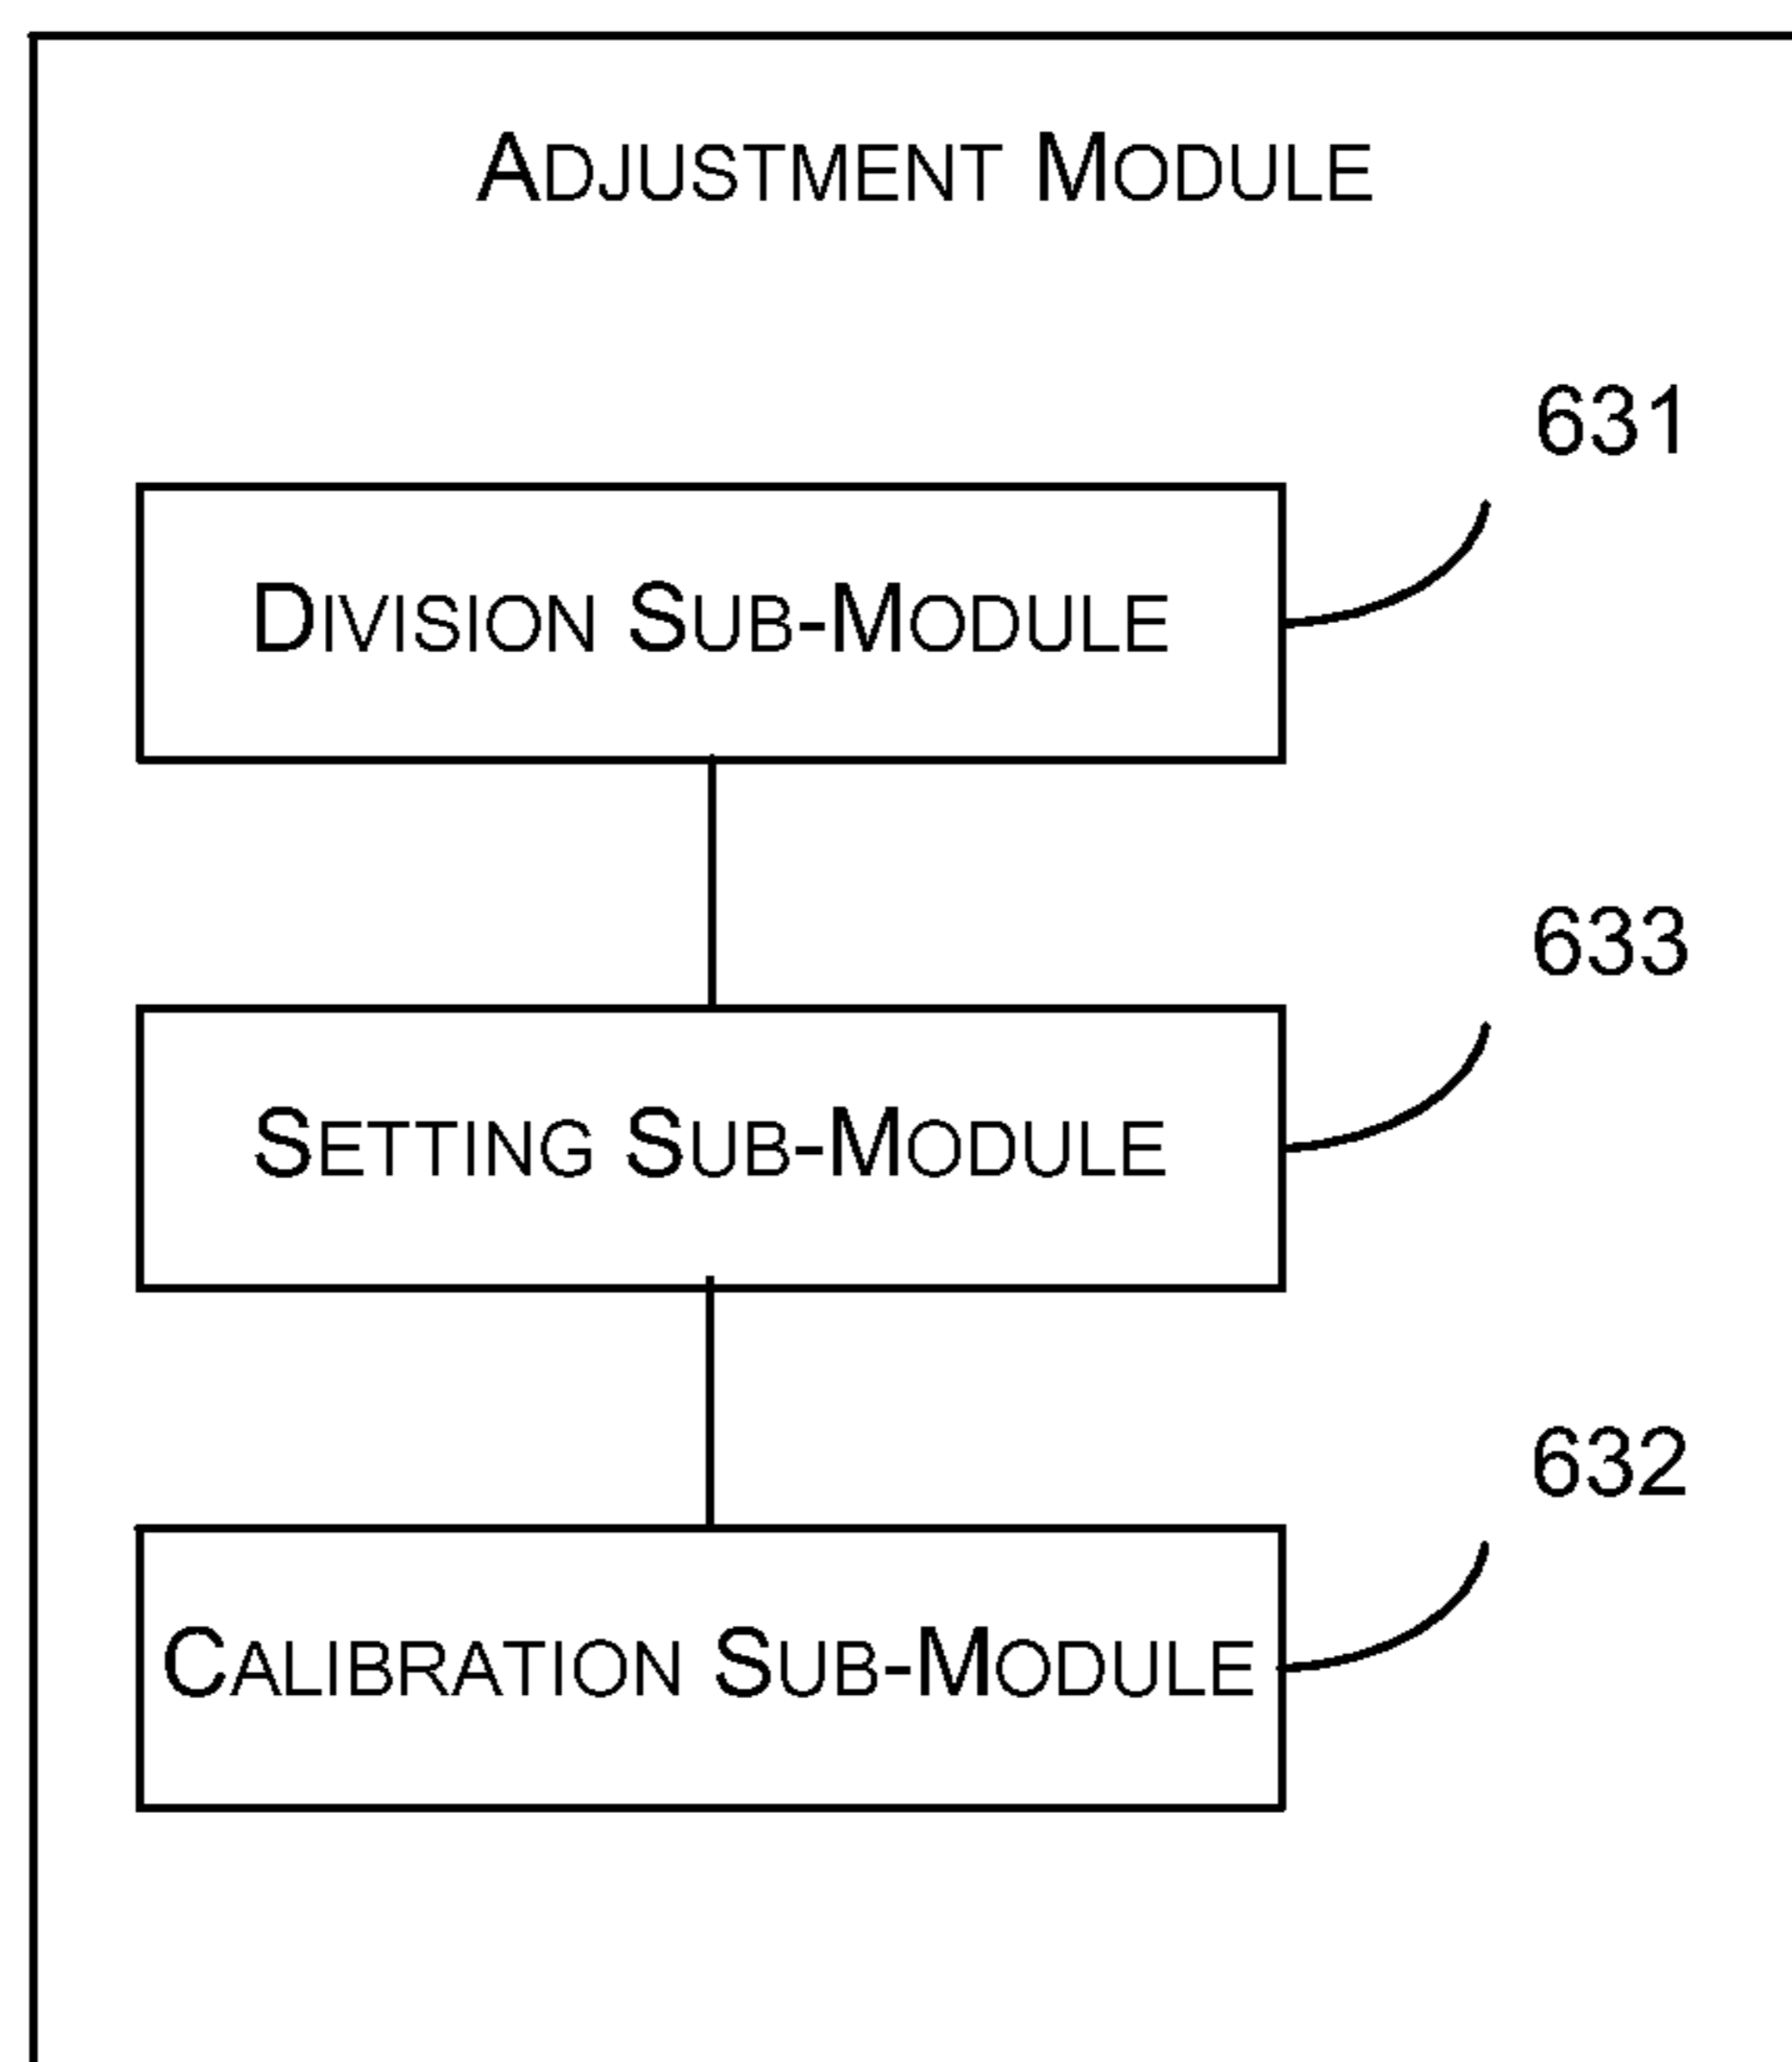 ADJUSTMENT MODULE
631
DIVISION SUB-MODULE
633
SETTING SUB-MODULE
632
CALIBRATION SUB-MODULE